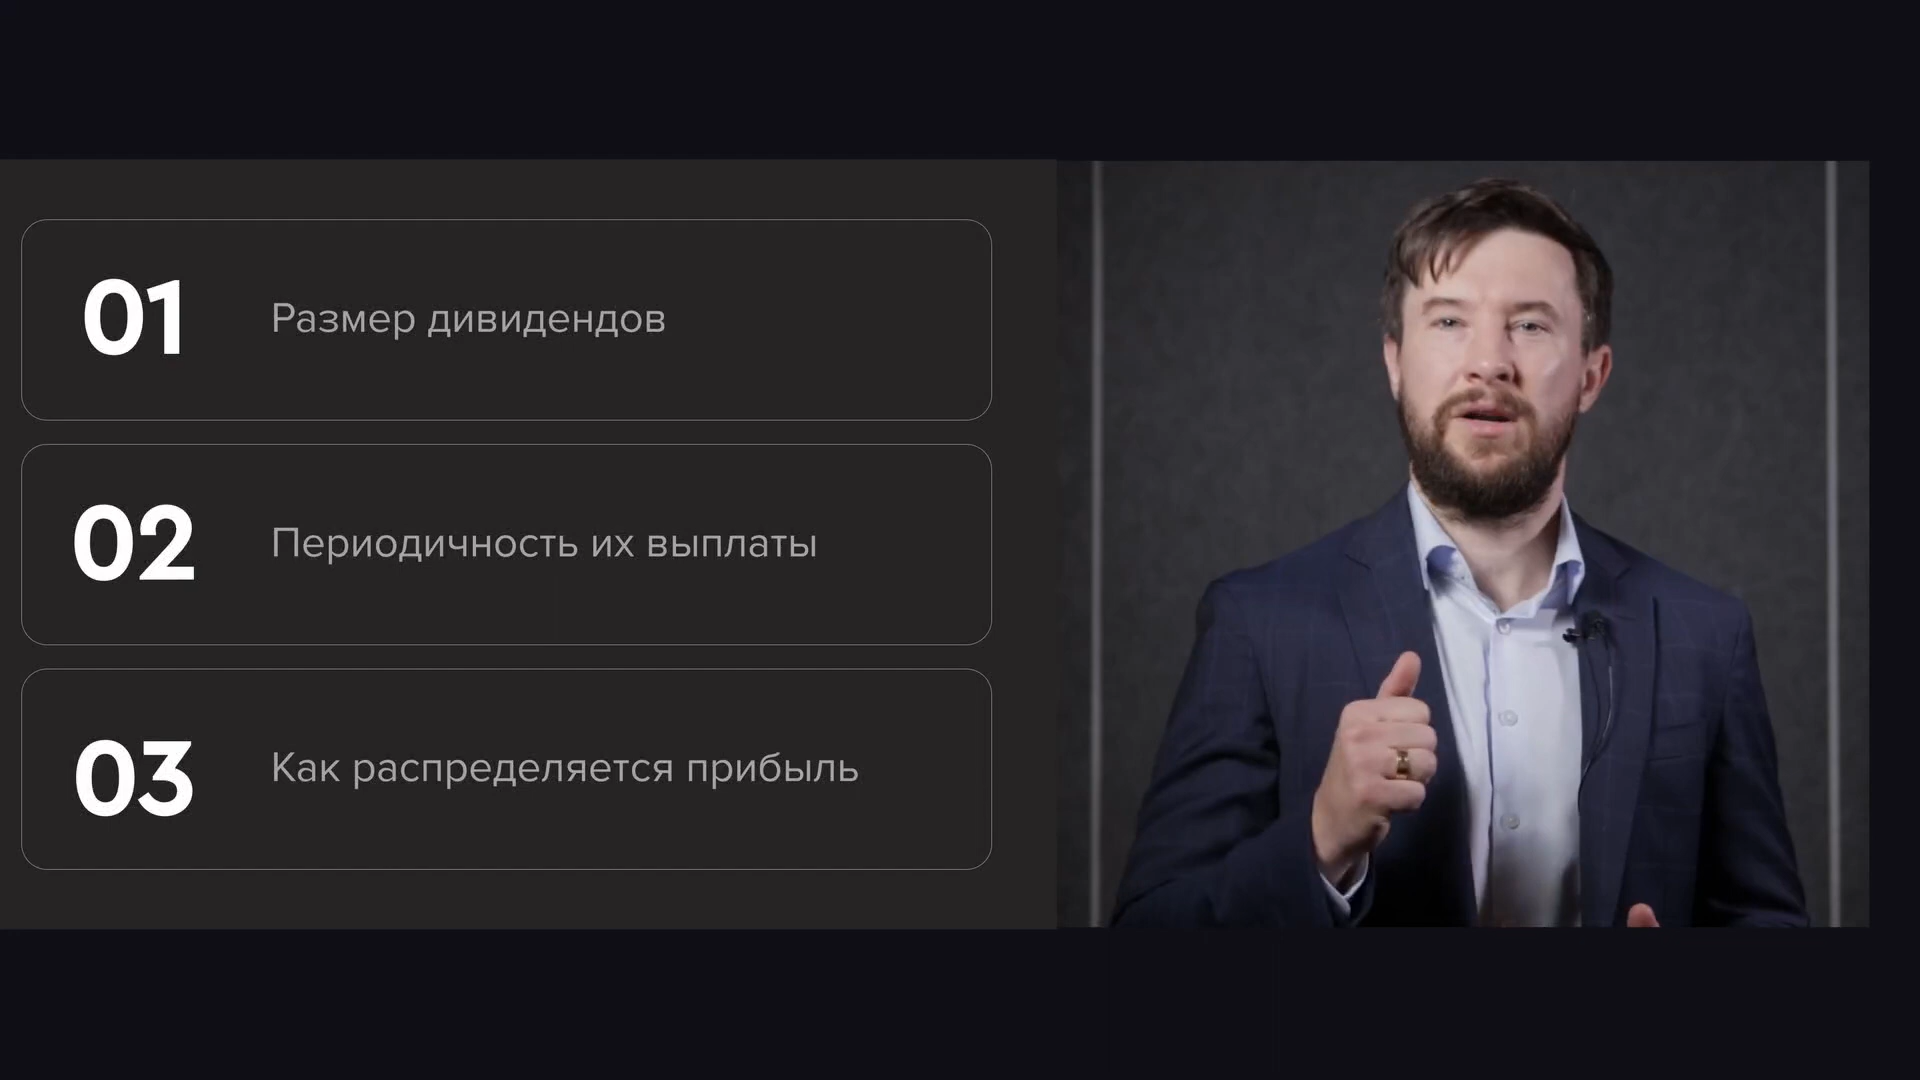 01
Размер дивидендов
02
Периодичность их выплаты
03
Как распределяется прибыль